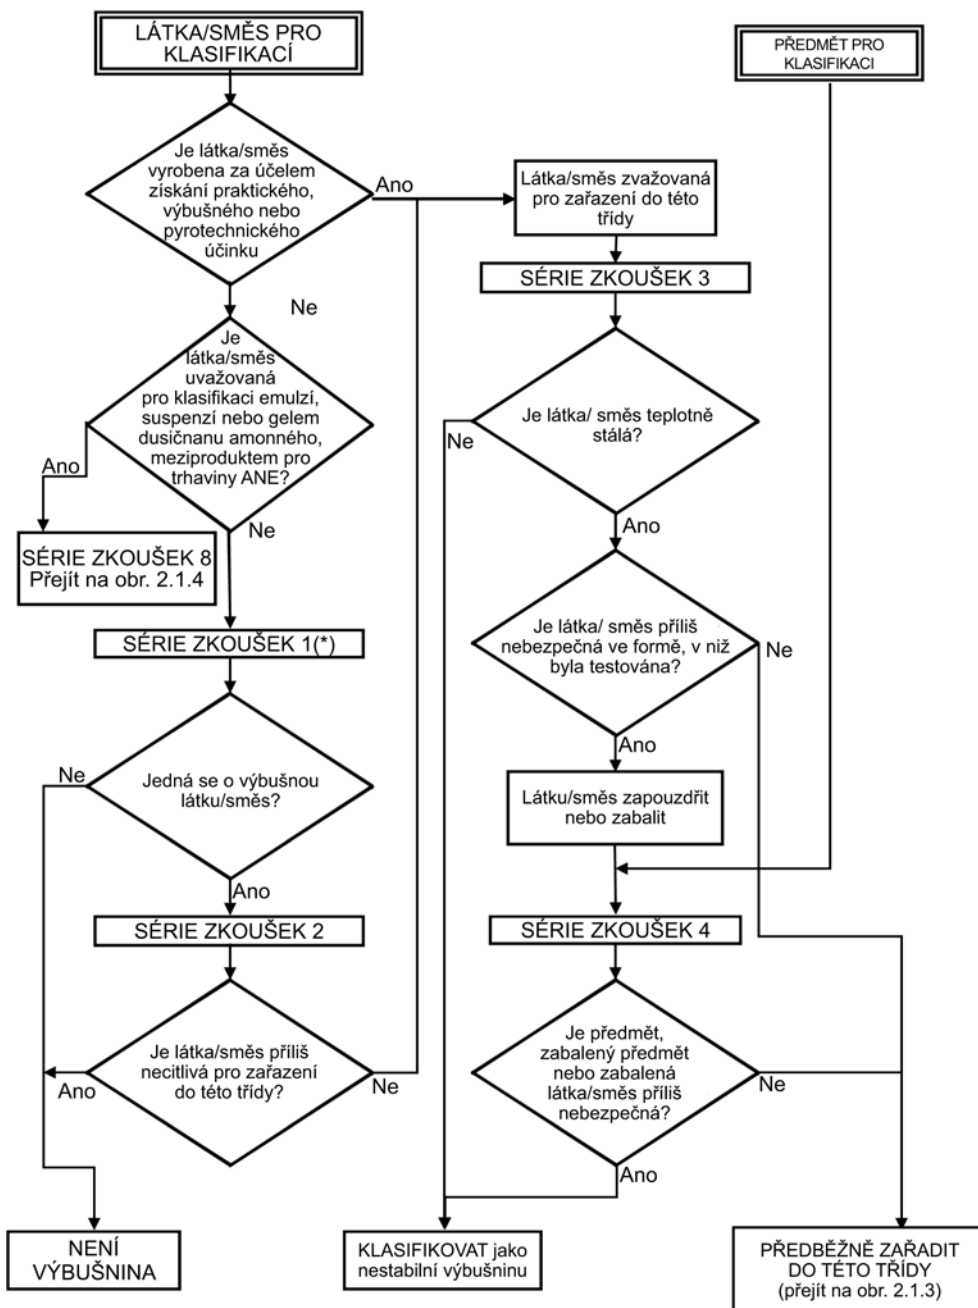 LÁTKA/SMĚS PRO
KLASIFIKACÍ
PŘEDMĚT PRO
KLASIFIKACI
Je látka/směs
vyrobena za účelem
získání praktického,
výbušného nebo
pyrotechnického
účinku
Ano
Látka/směs zvažovaná
pro zařazení do této
třídy
SÉRIE ZKOUŠEK 3
Ne
Je
látka/směs
uvažovaná
pro klasifikaci emulzí,
suspenzí nebo gelem
dusičnanu amonného,
meziproduktem pro
trhaviny ANE?
Ano
Ne
Je látka/ směs teplotně
stálá?
Ne
Ano
SÉRIE ZKOUŠEK 8
Přejít na obr. 2.1.4
SÉRIE ZKOUŠEK 1(*)
Je látka/ směs příliš
nebezpečná ve formě, v niž
byla testována?
Ne
Ano
Jedná se o výbušnou
látku/směs?
Ne
Ano
Látku/směs zapouzdřit
nebo zabalit
SÉRIE ZKOUŠEK 2
SÉRIE ZKOUŠEK 4
Je látka/směs příliš
necitlivá pro zařazení
do této třídy?
Ano
Ne
Je předmět,
zabalený předmět
nebo zabalená
látka/směs příliš
nebezpečná?
Ne
Ano
NENÍ
VÝBUŠNINA
KLASIFIKOVAT jako
nestabilní výbušninu
PŘEDBĚŽNĚ ZAŘADIT
DO TÉTO TŘÍDY
(přejít na obr. 2.1.3)